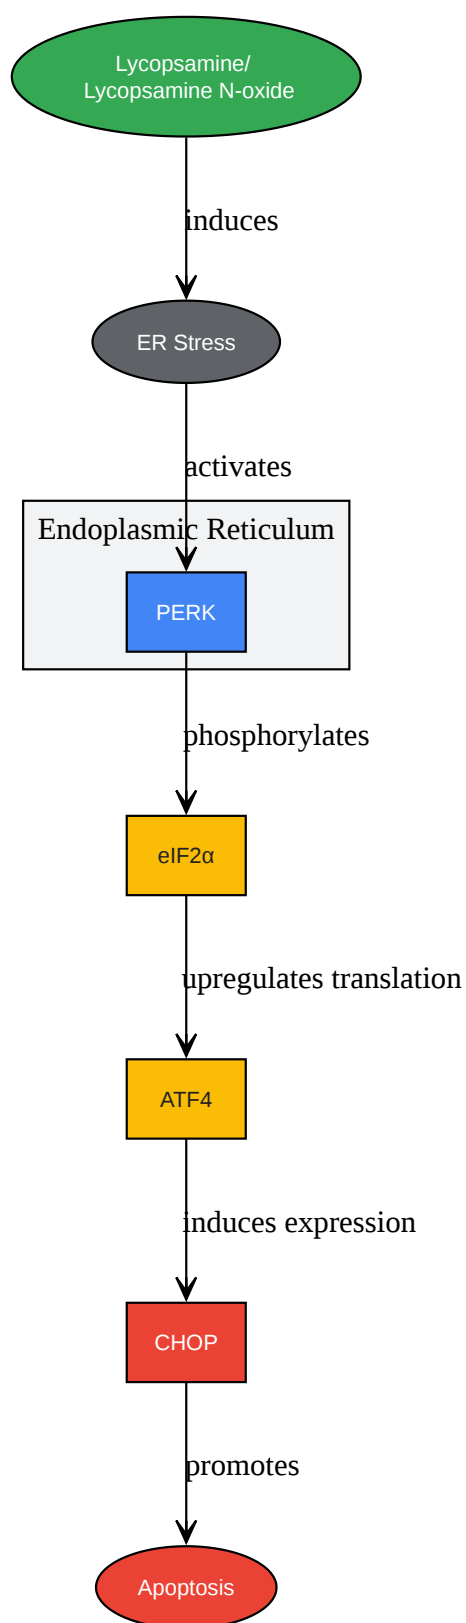 Lycopsamine/
Lycopsamine N-oxide
induces
ER Stress
activates
Endoplasmic Reticulum
PERK
phosphorylates
eIF2α
upregulates translation
ATF4
induces expression
CHOP
promotes
Apoptosis